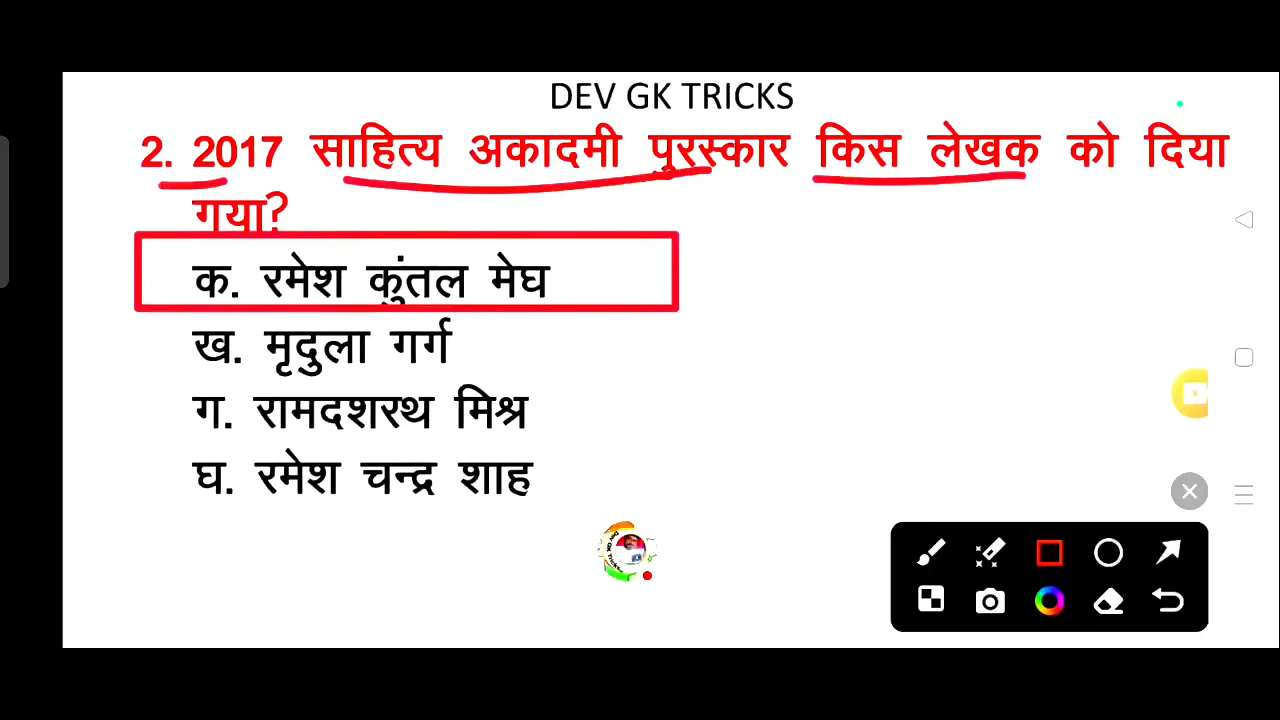 DEV GK TRICKS
2. 2017 साहित्य अकादमी पुरस्कार किस लेखक को दिया
गया?
क. रमेश कुंतल मेघ
ख. मृदुला गर्ग
ग. रामदशरथ मिश्र
घ. रमेश चन्द्र शाह